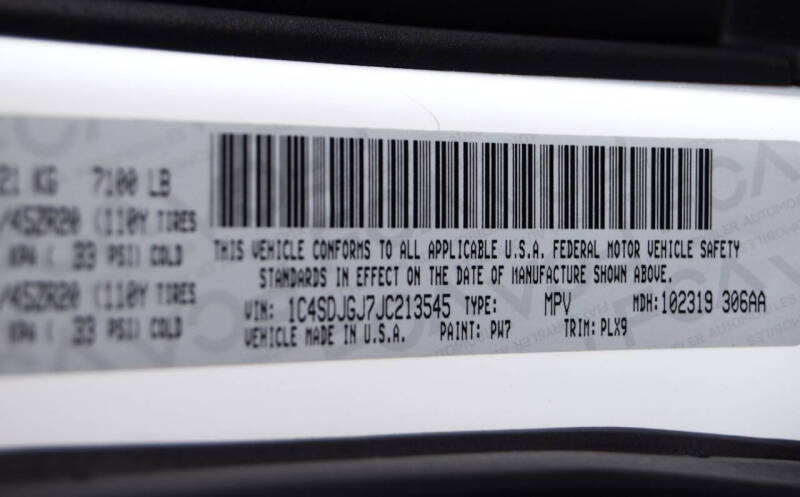 21 KG 7100 LB
/45ZR20 (110Y TIRES
KPA ( 33 PSI) COLD
/45ZR20 (110Y TIRES
KPA ( 33 PSI) COLD
THIS VEHICLE CONFORMS TO ALL APPLICABLE U.S.A. FEDERAL MOTOR VEHICLE SAFETY
STANDARDS IN EFFECT ON THE DATE OF MANUFACTURE SHOWN ABOVE.
VIN: 1C4SDJGJ7JC213545 TYPE: MPV MDH:102319 306AA
VEHICLE MADE IN U.S.A. PAINT: PW7 TRIM: PLX9